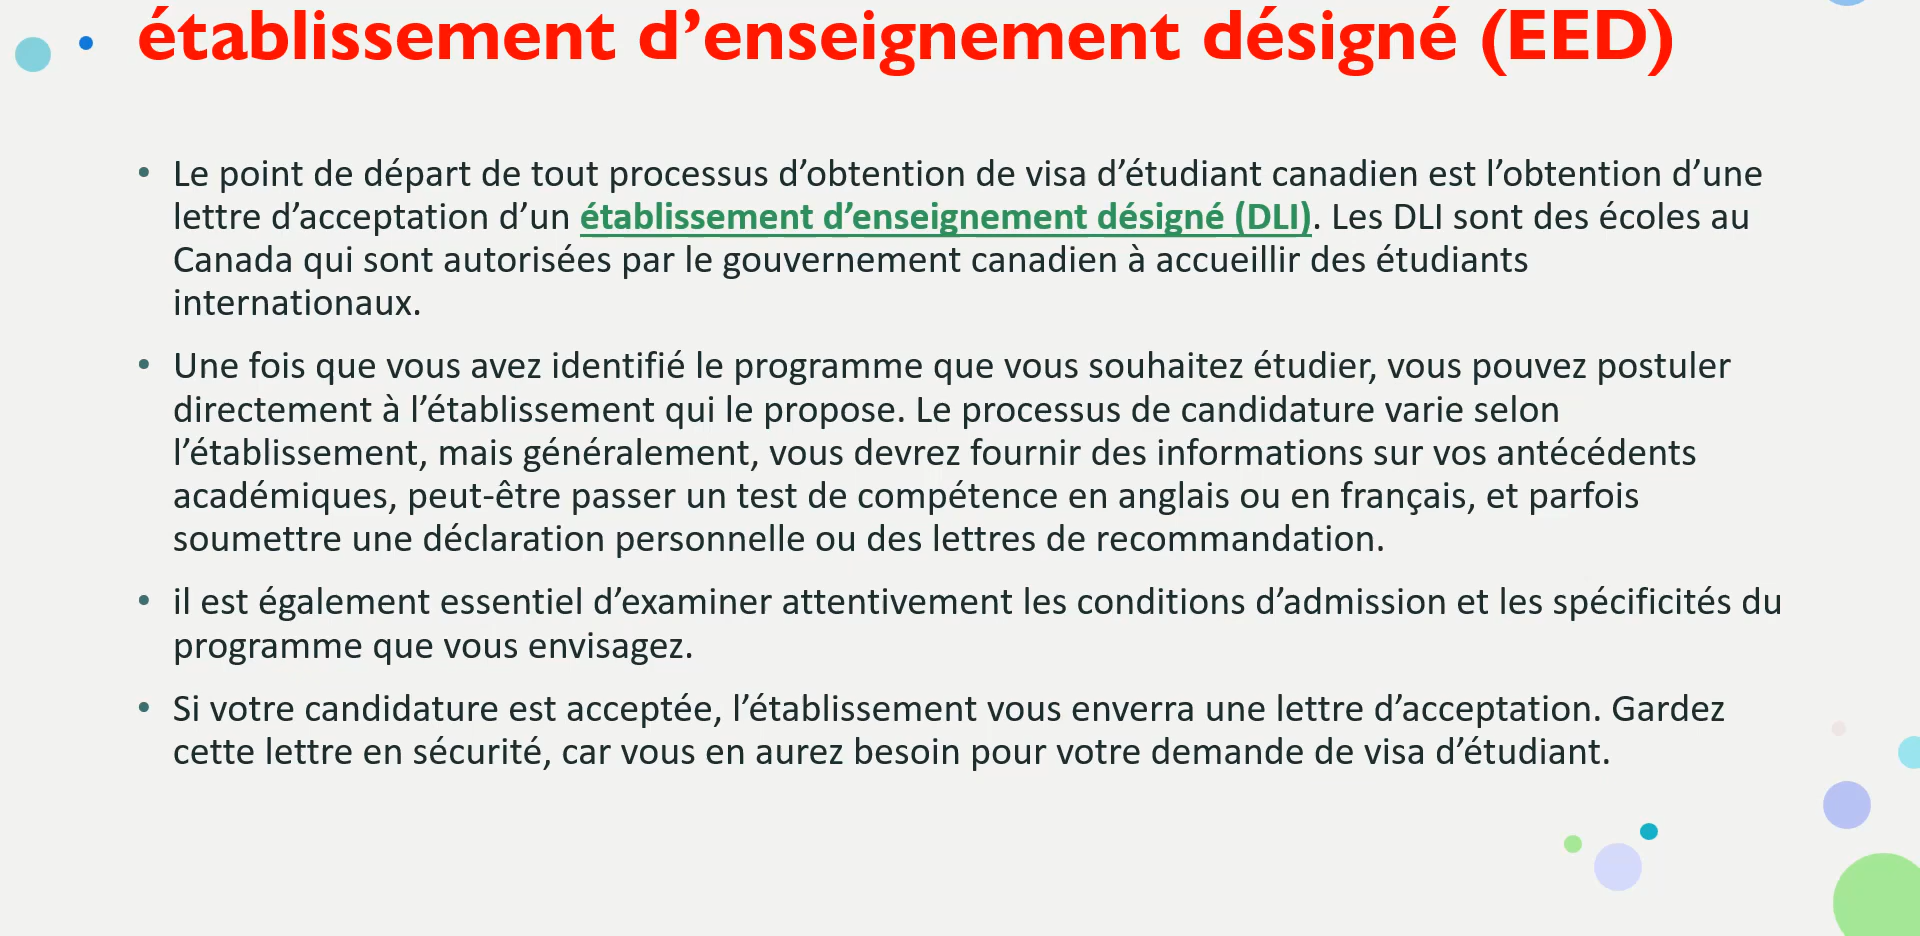 établissement d’enseignement désigné (EED)
• Le point de départ de tout processus d’obtention de visa d’étudiant canadien est l’obtention d’une
lettre d’acceptation d’un établissement d’enseignement désigné (DLI). Les DLI sont des écoles au
Canada qui sont autorisées par le gouvernement canadien à accueillir des étudiants
internationaux.
• Une fois que vous avez identifié le programme que vous souhaitez étudier, vous pouvez postuler
directement à l’établissement qui le propose. Le processus de candidature varie selon
l’établissement, mais généralement, vous devrez fournir des informations sur vos antécédents
académiques, peut-être passer un test de compétence en anglais ou en français, et parfois
soumettre une déclaration personnelle ou des lettres de recommandation.
• il est également essentiel d’examiner attentivement les conditions d’admission et les spécificités du
programme que vous envisagez.
• Si votre candidature est acceptée, l’établissement vous enverra une lettre d’acceptation. Gardez
cette lettre en sécurité, car vous en aurez besoin pour votre demande de visa d’étudiant.